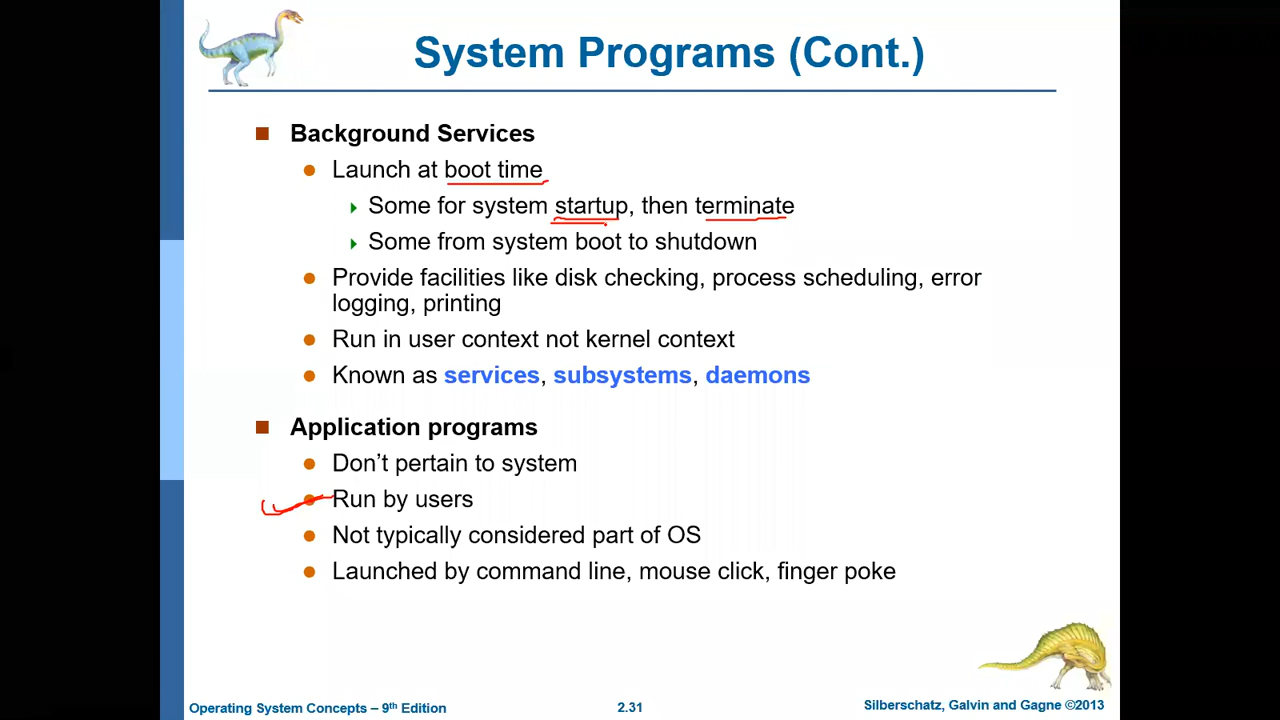 System Programs (Cont.)
Background Services
Launch at boot time
Some for system startup, then terminate
Some from system boot to shutdown
Provide facilities like disk checking, process scheduling, error
logging, printing
Run in user context not kernel context
Known as services, subsystems, daemons
Application programs
Don’t pertain to system
Run by users
Not typically considered part of OS
Launched by command line, mouse click, finger poke
Operating System Concepts – 9th Edition
2.31
Silberschatz, Galvin and Gagne ©2013